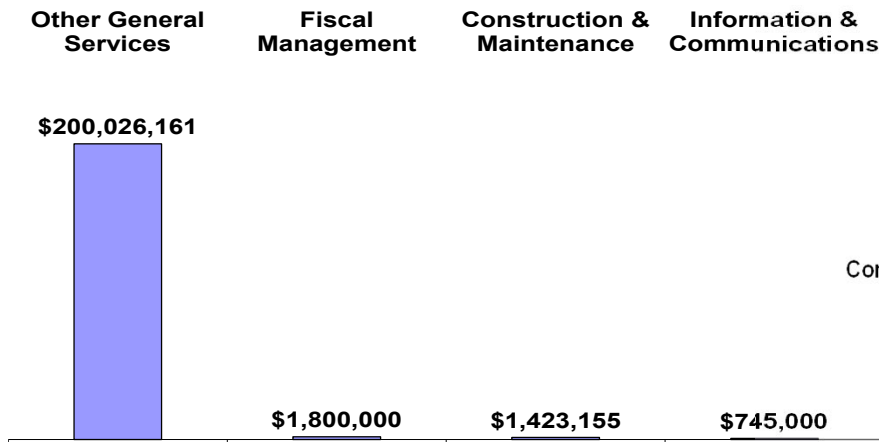 Other General Services
Fiscal Management
Construction & Maintenance
Information & Communications
$200,026,161
Cor
$1,800,000
$1,423,155
$745,000